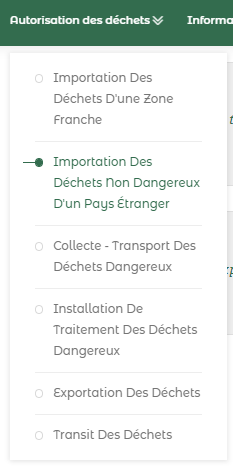 Autorisation des déchets Informa
Importation Des
Déchets D'une Zone
Franche
Importation Des
Déchets Non Dangereux
D'un Pays Étranger
Collecte - Transport Des
Déchets Dangereux
Installation De
Traitement Des Déchets
Dangereux
Exportation Des Déchets
Transit Des Déchets